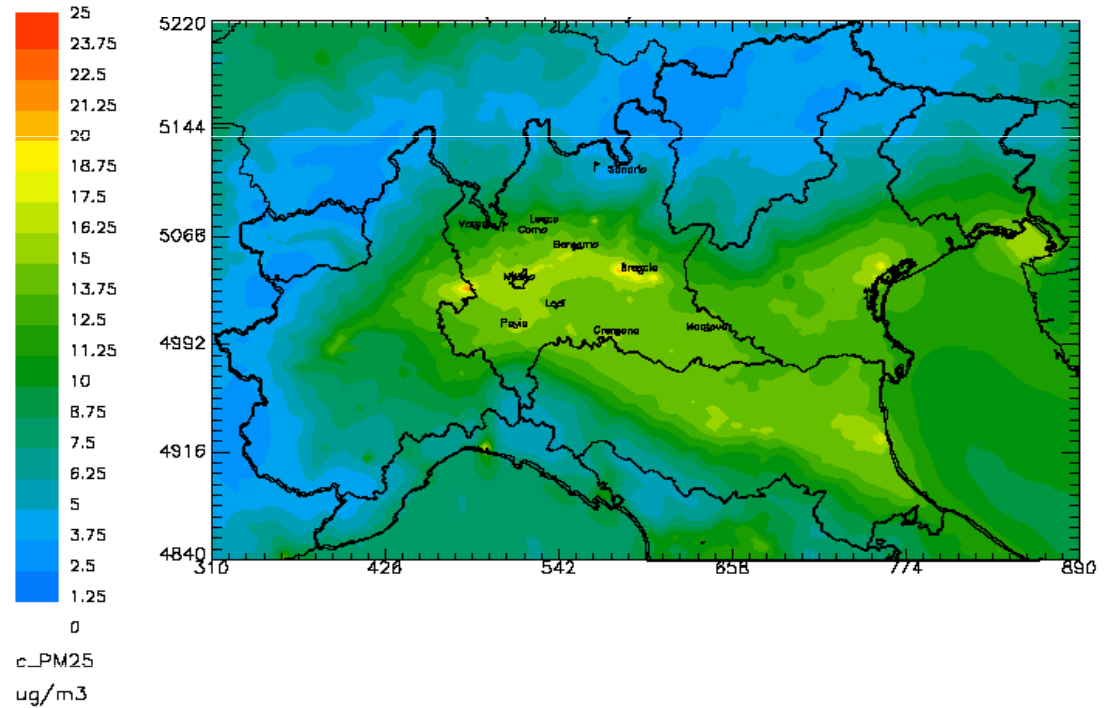 25
23.75
22.5
21.25
20
18.75
17.5
16.25
15
13.75
12.5
11.25
10
8.75
7.5
6.25
5
3.75
2.5
1.25
0
c_PM25
ug/m3
5220
5144
5068
4992
4916
4840
310
426
542
658
774
890
Sondrio
Lecco
Varese
Como
Bergamo
Brescia
Milano
Lodi
Pavia
Cremona
Mantova